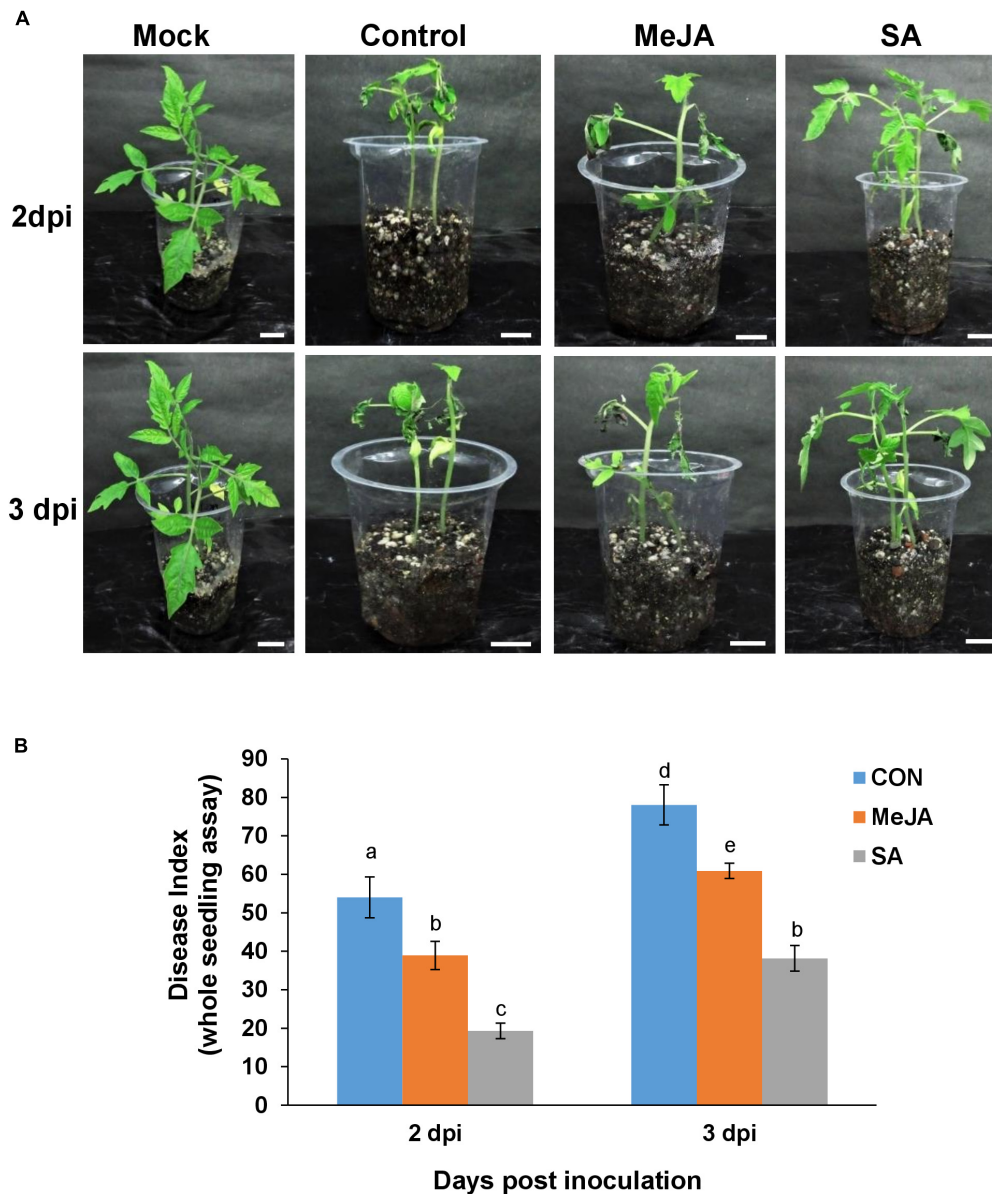 A
Mock Control MeJA SA
2dpi
3 dpi
B
Disease Index
(whole seedling assay)
90
80
70
60
50
40
30
20
10
0
a
b
c
d
e
b
CON
MeJA
SA
2 dpi 3 dpi
Days post inoculation